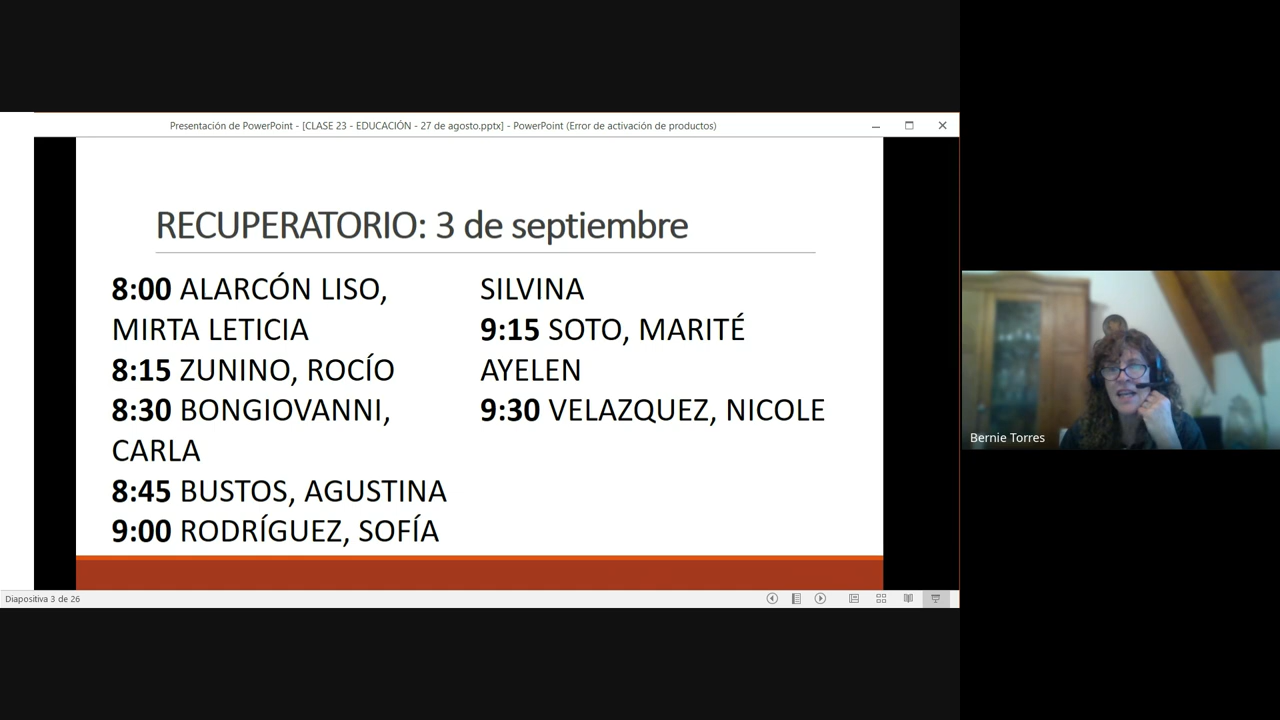 Presentación de PowerPoint - [CLASE 23 - EDUCACIÓN - 27 de agosto.pptx] - PowerPoint (Error de activación de productos)
RECUPERATORIO: 3 de septiembre
8:00 ALARCÓN LISO,
MIRTA LETICIA
8:15 ZUNINO, ROCÍO
8:30 BONGIOVANNI,
CARLA
8:45 BUSTOS, AGUSTINA
9:00 RODRÍGUEZ, SOFÍA
SILVINA
9:15 SOTO, MARITÉ
AYELEN
9:30 VELAZQUEZ, NICOLE
Bernie Torres
Diapositiva 3 de 26